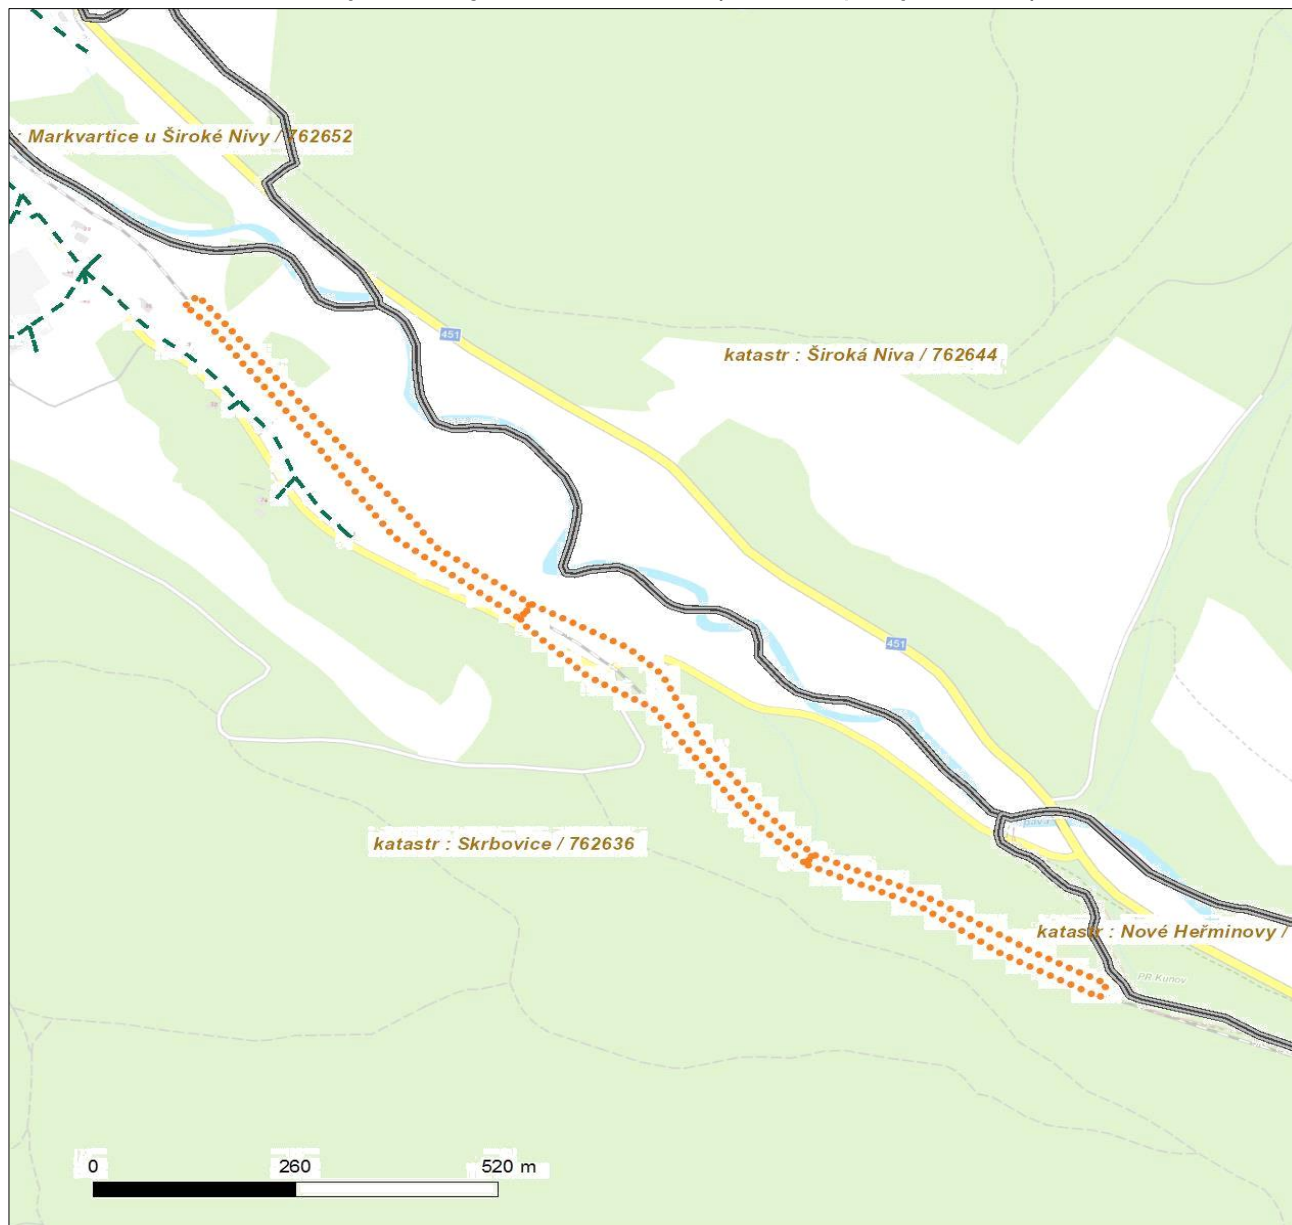 : Markvartice u Široké Nivy / 762652
451
katastr : Široká Niva / 762644
451
katastr : Skrbovice / 762636
katastr : Nové Heřminovy /
PR Kunov
0 260 520 m